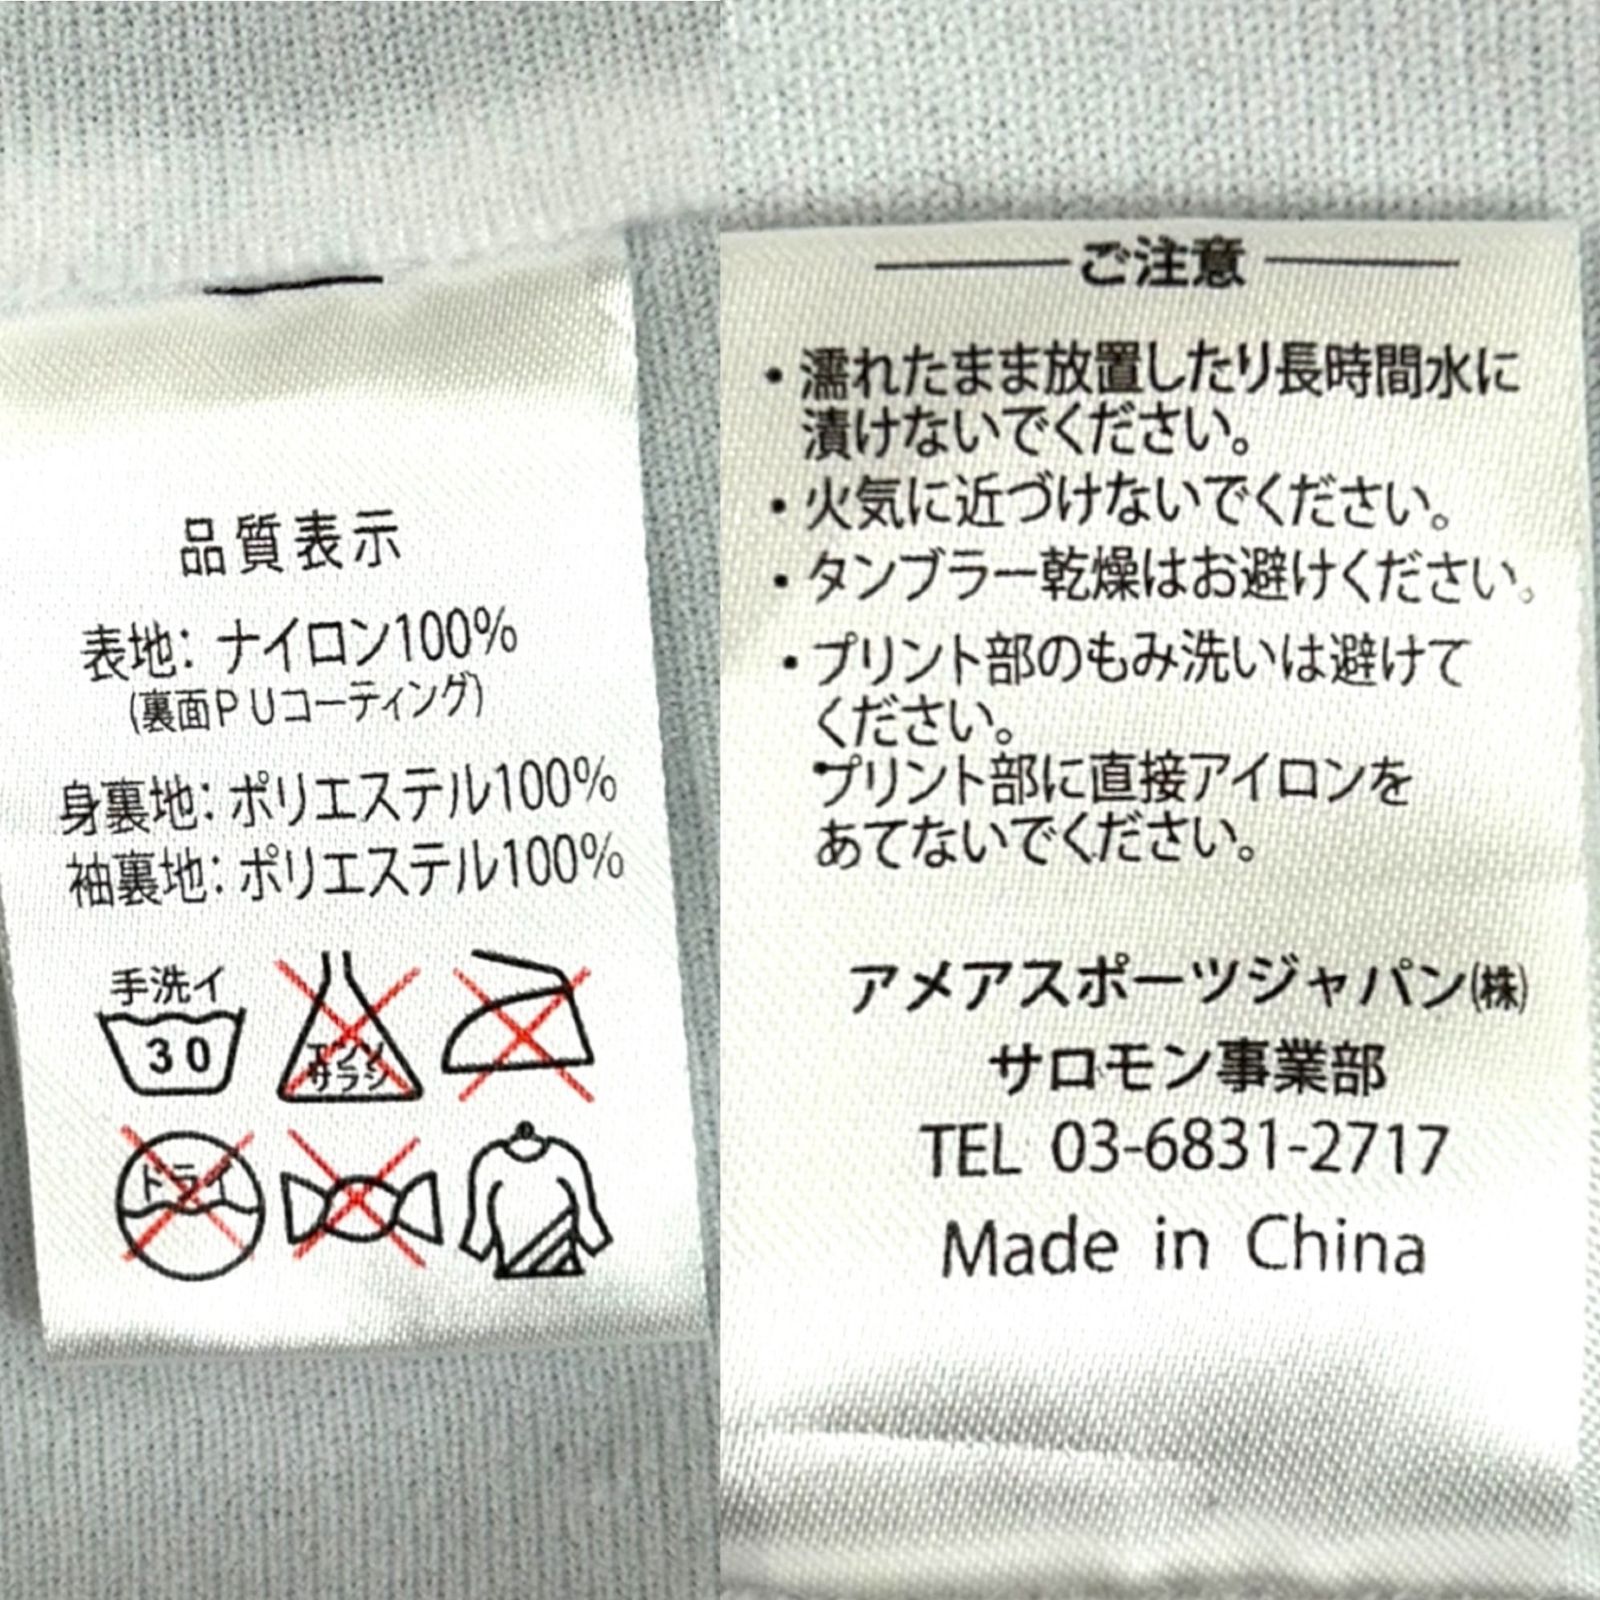 品質表示
表地: ナイロン100%
(裏面PUコーティング)
身裏地: ポリエステル100%
袖裏地: ポリエステル100%
手洗イ
30
エンソ
サラシ
ドライ
ご注意
・濡れたまま放置したり長時間水に
漬けないでください。
・火気に近づけないでください。
・タンブラー乾燥はお避けください。
・プリント部のもみ洗いは避けて
ください。
・プリント部に直接アイロンを
あてないでください。
アメアスポーツジャパン㈱
サロモン事業部
TEL 03-6831-2717
Made in China